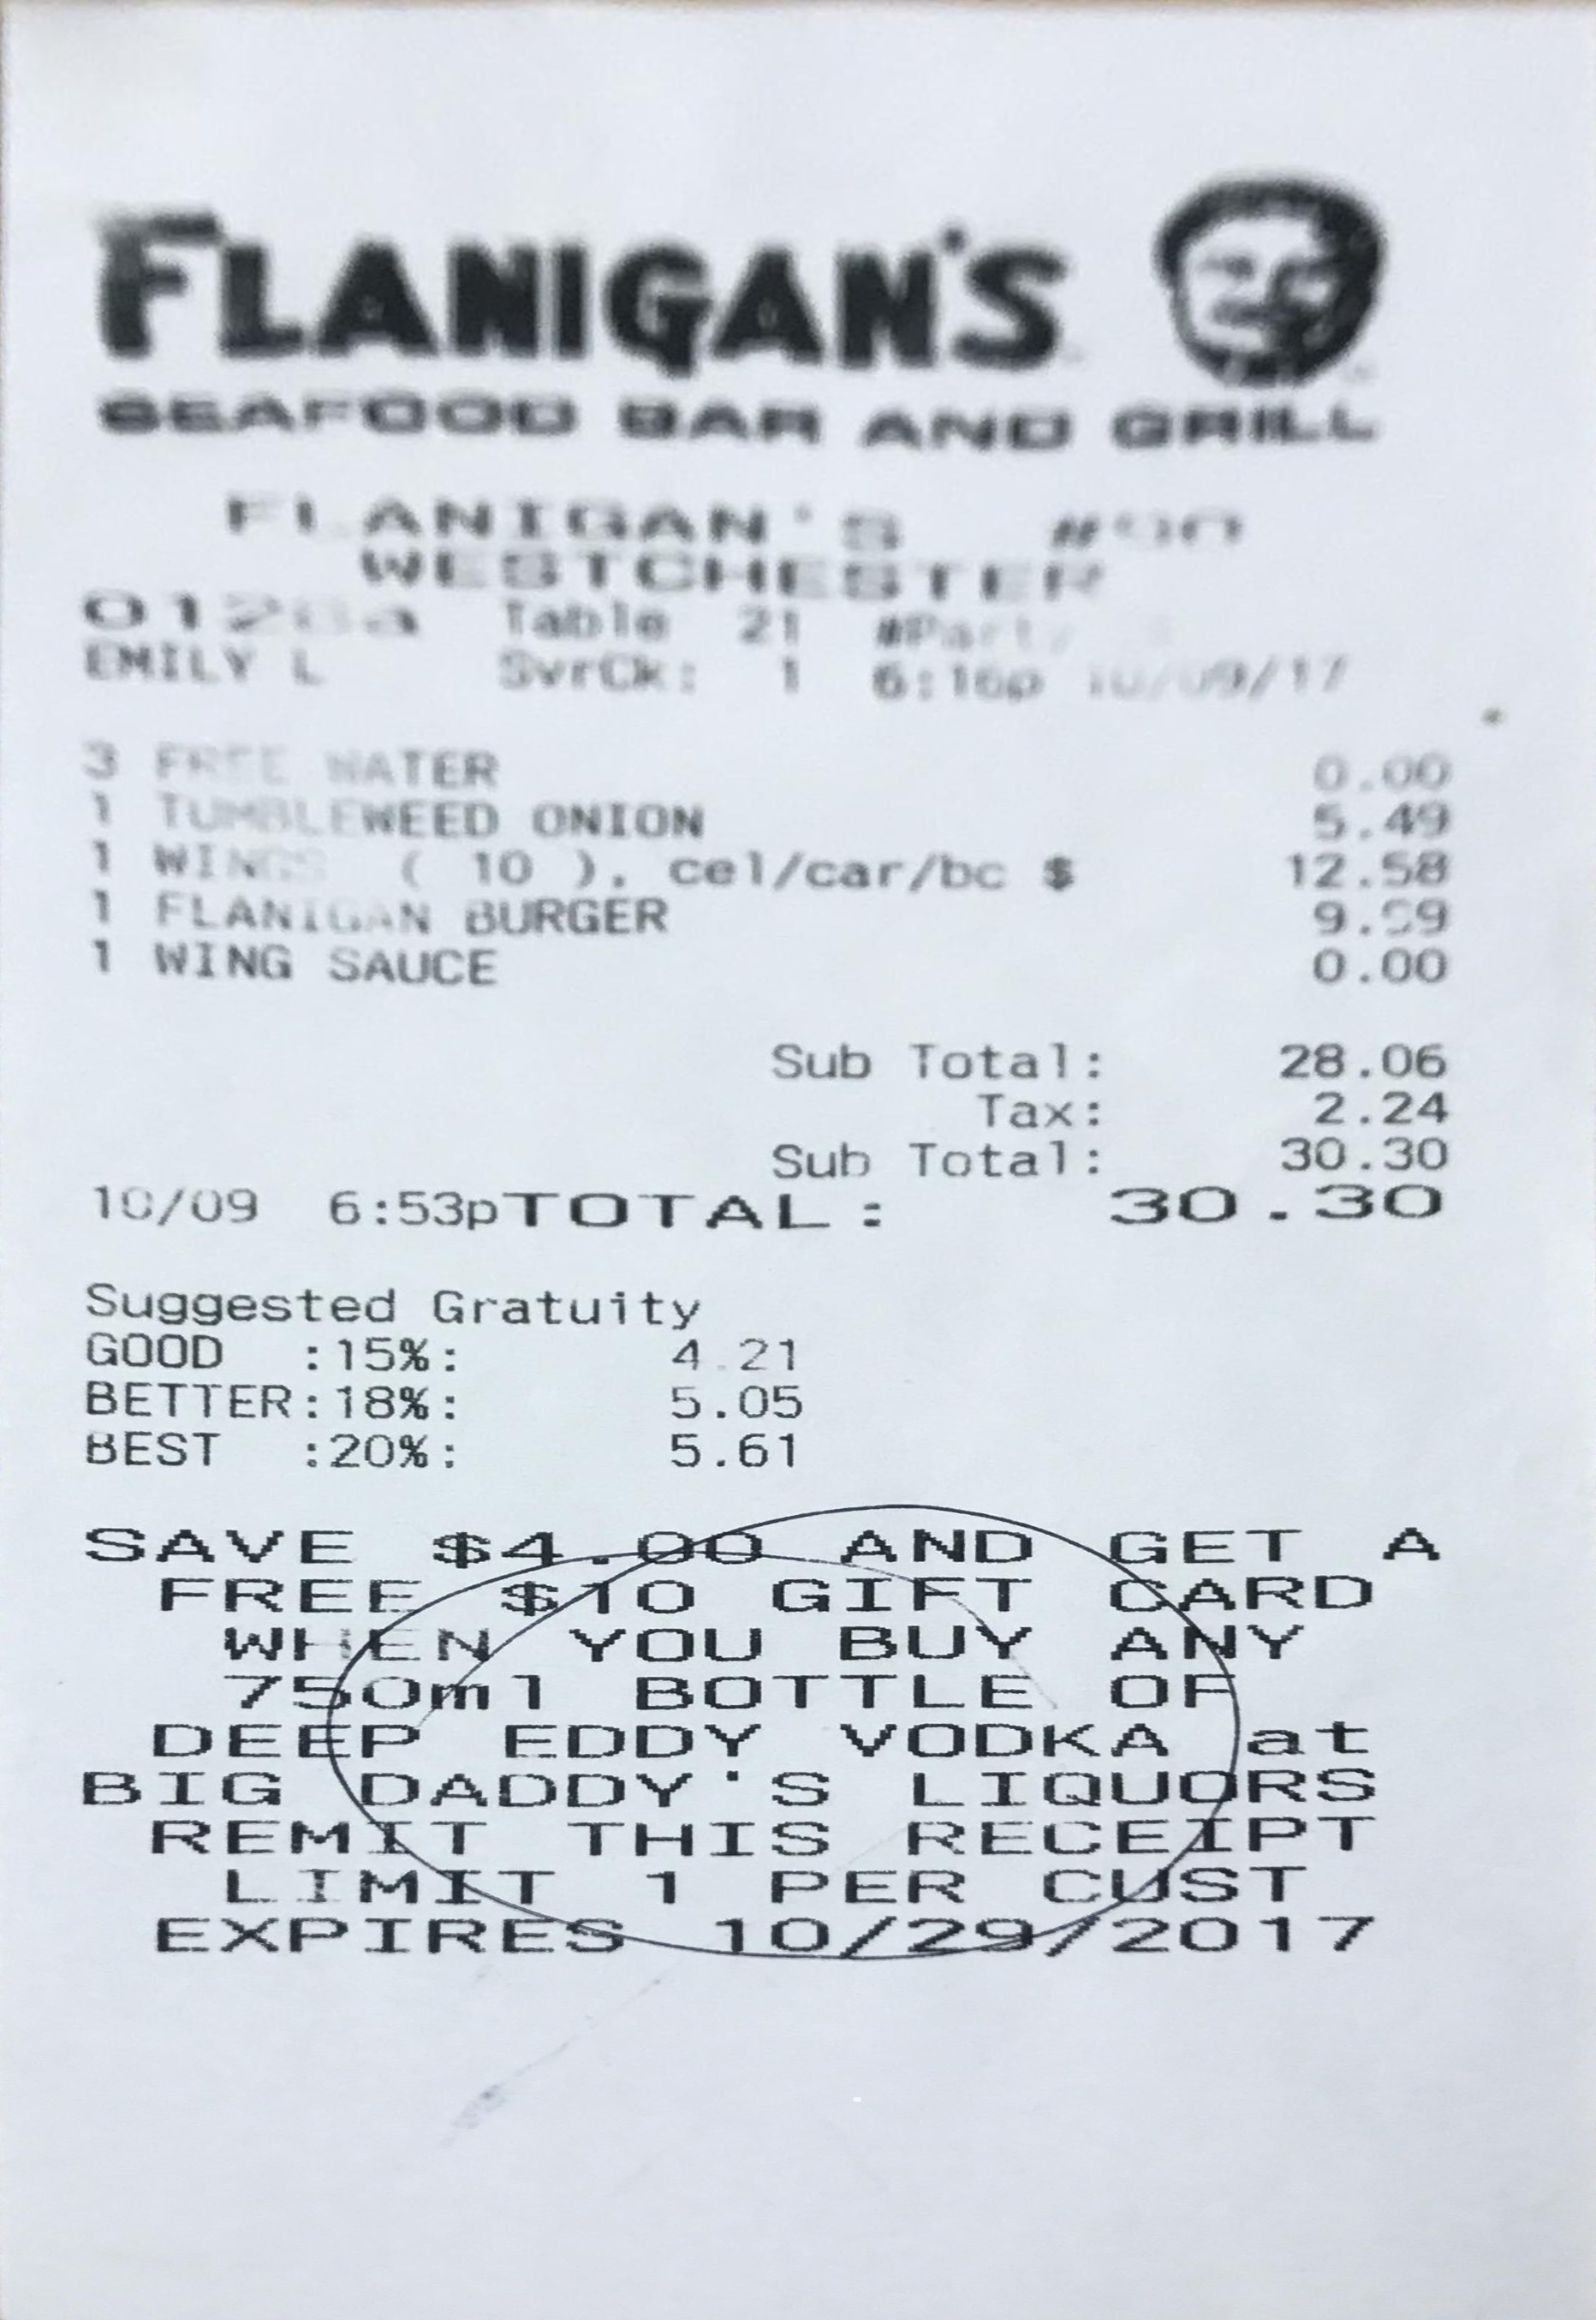 FLANIGAN'S
SEAFOOD BAR AND GRILL
FLANIGAN'S #90
WESTCHESTER
Table 21 #Party
EMILY L SvrCk: 1 6:16p 10/09/17
3 FREE WATER 0.00
1 TUMBLEWEED ONION 5.49
1 WINGS ( 10 ), cel/car/bc $ 12.58
1 FLANIGAN BURGER 9.99
1 WING SAUCE 0.00
Sub Total: 28.06
Tax: 2.24
Sub Total: 30.30
10/09 6:53pTOTAL: 30.30
Suggested Gratuity
GOOD :15%: 4.21
BETTER:18%: 5.05
BEST :20%: 5.61
SAVE $4.00 AND GET A
FREE $10 GIFT CARD
WHEN YOU BUY ANY
750ml BOTTLE OF
DEEP EDDY VODKA at
BIG DADDY'S LIQUORS
REMIT THIS RECEIPT
LIMIT 1 PER CUST
EXPIRES 10/29/2017